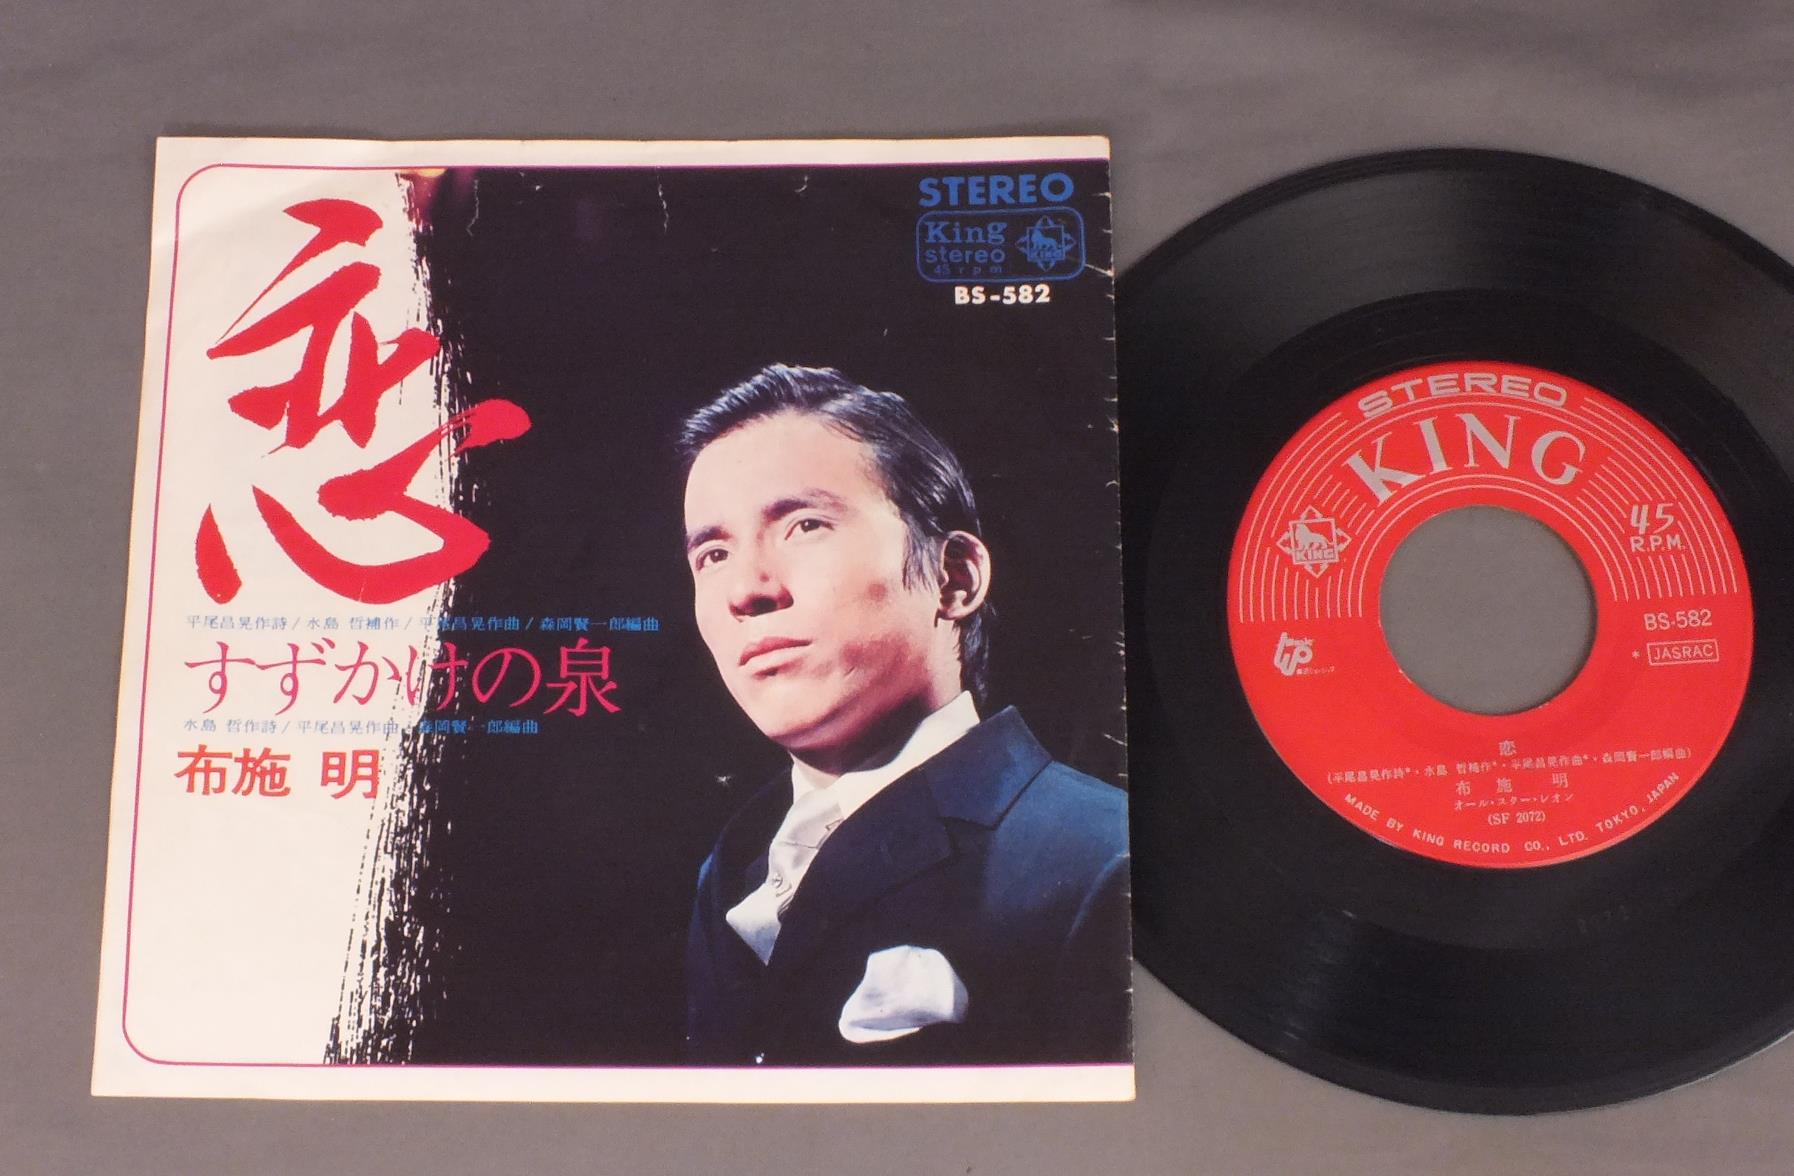 恋
平尾昌晃作詩/水島 哲補作/平尾昌晃作曲/森岡賢一郎編曲
すずかけの泉
水島 哲作詩/平尾昌晃作曲・森岡賢一郎編曲
布施 明
STEREO
King
stereo
45 rpm
KING
BS-582
STEREO
KING
KING
45
R.P.M.
BS-582
* JASRAC
恋
(平尾昌晃作詩*・水島 哲補作*・平尾昌晃作曲*・森岡賢一郎編曲)
布施 明
オール・スター・レオン
(SF 2072)
MADE BY KING RECORD CO., LTD. TOKYO, JAPAN